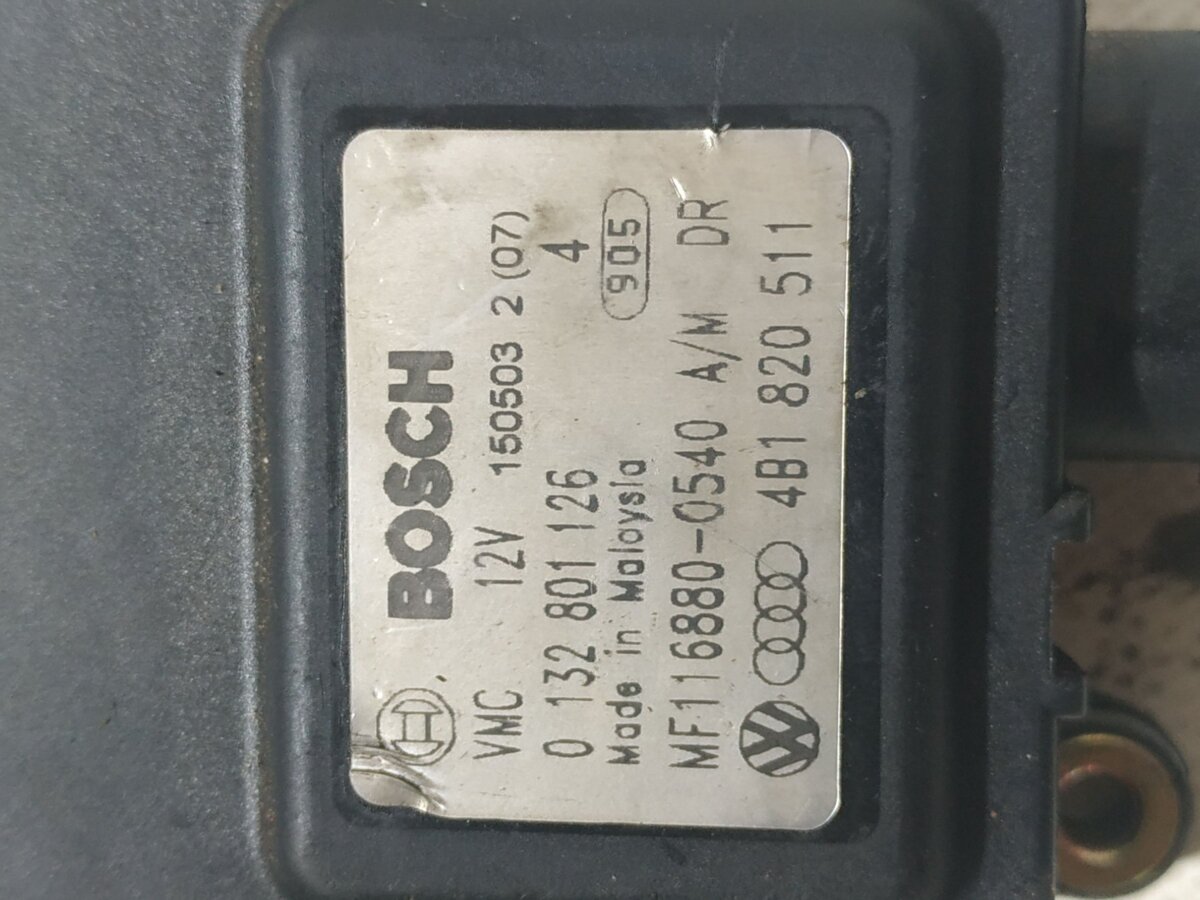 BOSCH
VMC 12V 150503 2 (07)
0 132 801 126 4
Made in Malaysia 905
MF116880-0540 A/M DR
4B1 820 511